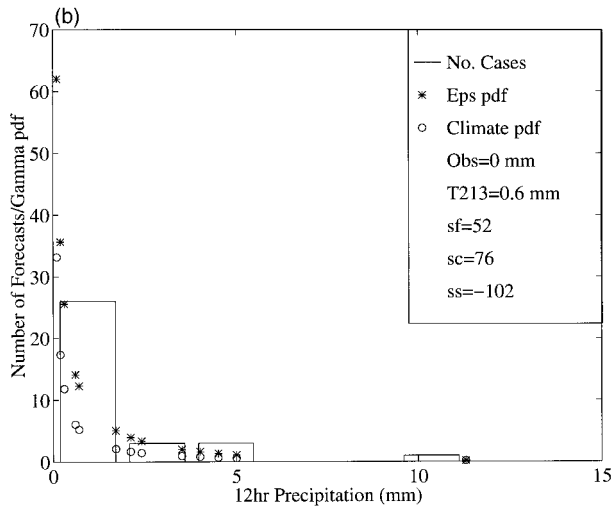 (b)
70
60
50
40
30
20
10
0
Number of Forecasts/Gamma pdf
No. Cases
Eps pdf
Climate pdf
Obs=0 mm
T213=0.6 mm
sf=52
sc=76
ss=−102
0
5
10
15
12hr Precipitation (mm)